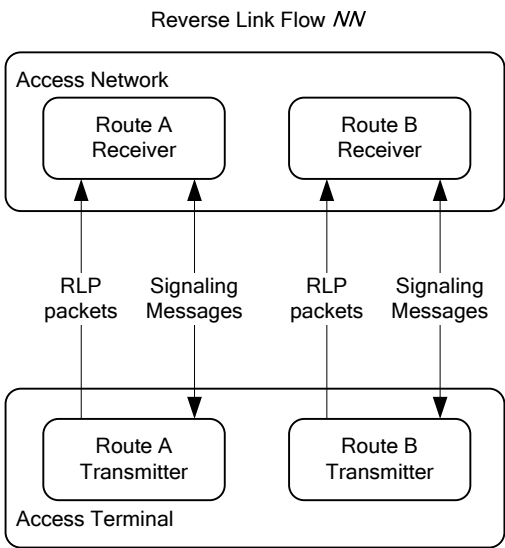 Reverse Link Flow NN
Access Network
Route A
Receiver
Route B
Receiver
RLP
packets
Signaling
Messages
RLP
packets
Signaling
Messages
Route A
Transmitter
Route B
Transmitter
Access Terminal